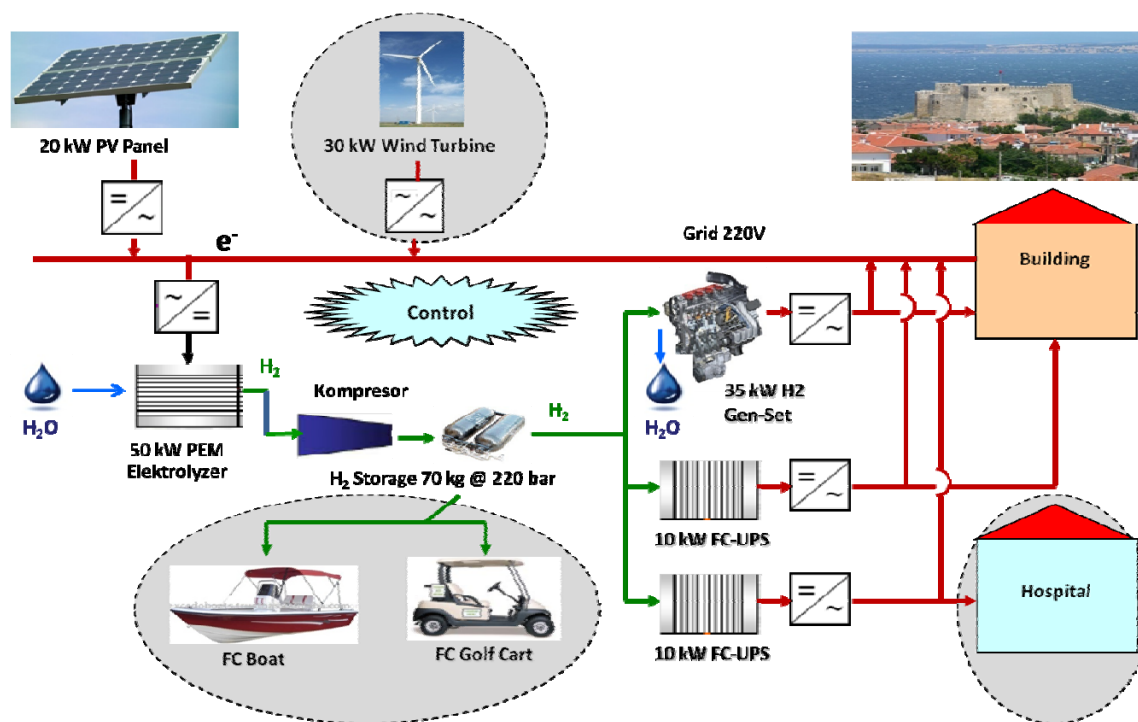 20 kW PV Panel
30 kW Wind Turbine
=
~
~
~
e-
Grid 220V
Building
~
=
Control
H2
Kompresor
H2O
50 kW PEM
Elektrolyzer
H2
H2 Storage 70 kg @ 220 bar
=
~
35 kW H2
Gen-Set
H2O
=
~
10 kW FC-UPS
Hospital
=
~
10 kW FC-UPS
FC Boat
FC Golf Cart